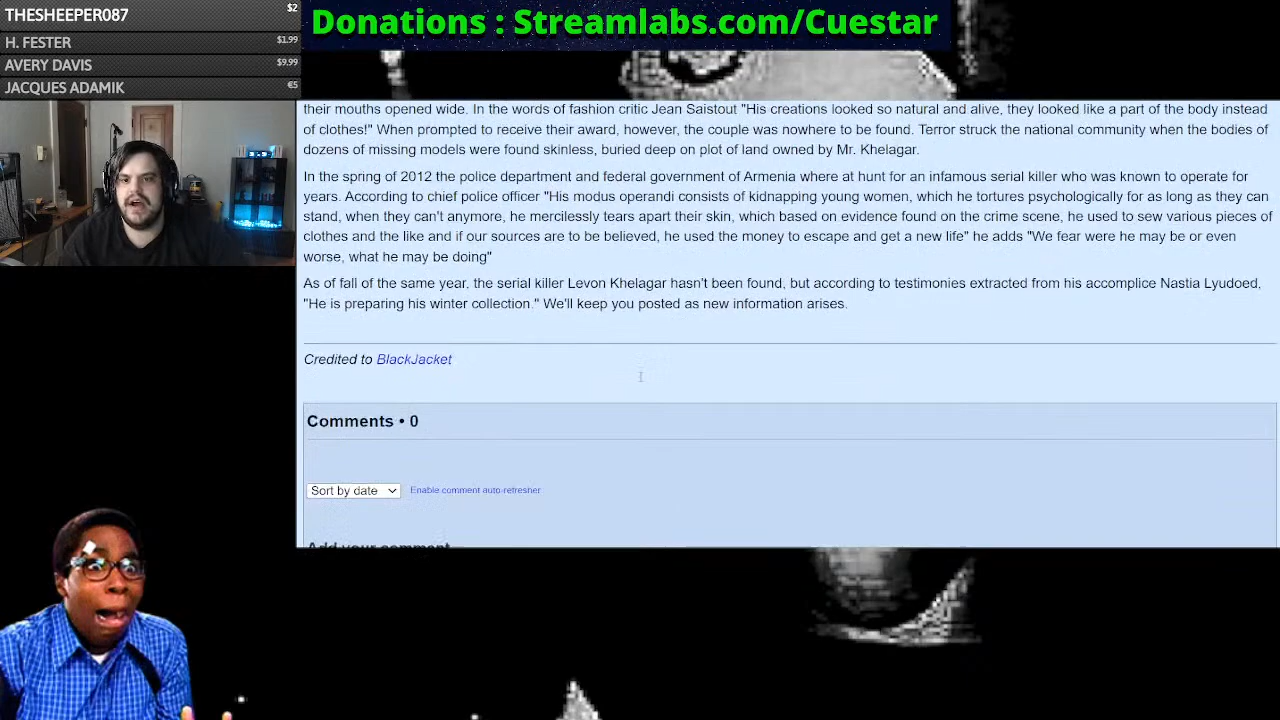 THESHEEPER087 $2
H. FESTER $1.99
AVERY DAVIS $9.99
JACQUES ADAMIK €5
Donations : Streamlabs.com/Cuestar
their mouths opened wide. In the words of fashion critic Jean Saistout "His creations looked so natural and alive, they looked like a part of the body instead
of clothes!" When prompted to receive their award, however, the couple was nowhere to be found. Terror struck the national community when the bodies of
dozens of missing models were found skinless, buried deep on plot of land owned by Mr. Khelagar.
In the spring of 2012 the police department and federal government of Armenia where at hunt for an infamous serial killer who was known to operate for
years. According to chief police officer "His modus operandi consists of kidnapping young women, which he tortures psychologically for as long as they can
stand, when they can't anymore, he mercilessly tears apart their skin, which based on evidence found on the crime scene, he used to sew various pieces of
clothes and the like and if our sources are to be believed, he used the money to escape and get a new life" he adds "We fear were he may be or even
worse, what he may be doing"
As of fall of the same year, the serial killer Levon Khelagar hasn't been found, but according to testimonies extracted from his accomplice Nastia Lyudoed,
"He is preparing his winter collection." We'll keep you posted as new information arises.
Credited to BlackJacket
Comments • 0
Sort by date Enable comment auto-refresher
Add your comment